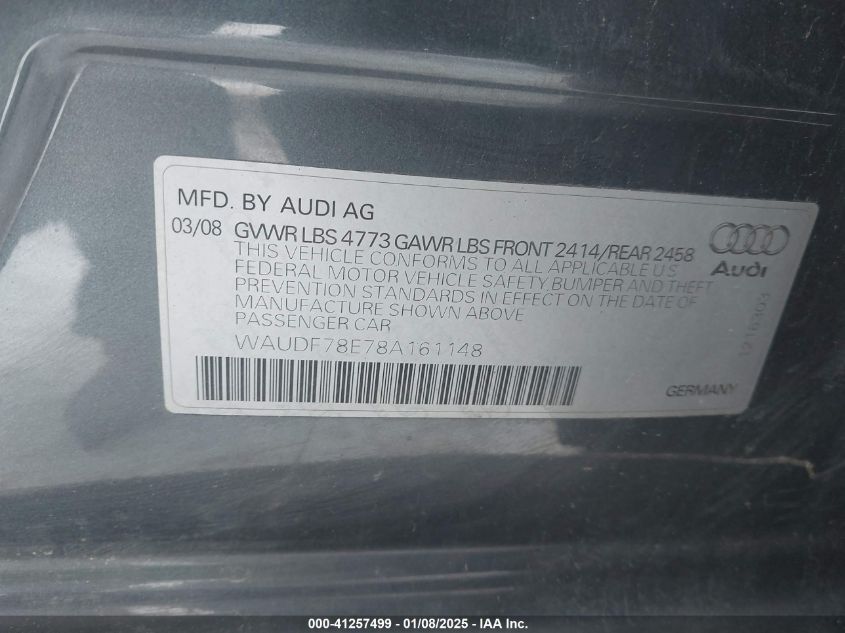 MFD. BY AUDI AG
03/08 GVWR LBS 4773 GAWR LBS FRONT 2414/REAR 2458
THIS VEHICLE CONFORMS TO ALL APPLICABLE U S
FEDERAL MOTOR VEHICLE SAFETY, BUMPER AND THEFT
PREVENTION STANDARDS IN EFFECT ON THE DATE OF
MANUFACTURE SHOWN ABOVE
PASSENGER CAR
WAUDF78E78A161148
Audi
1216303
GERMANY
000-41257499 - 01/08/2025 - IAA Inc.